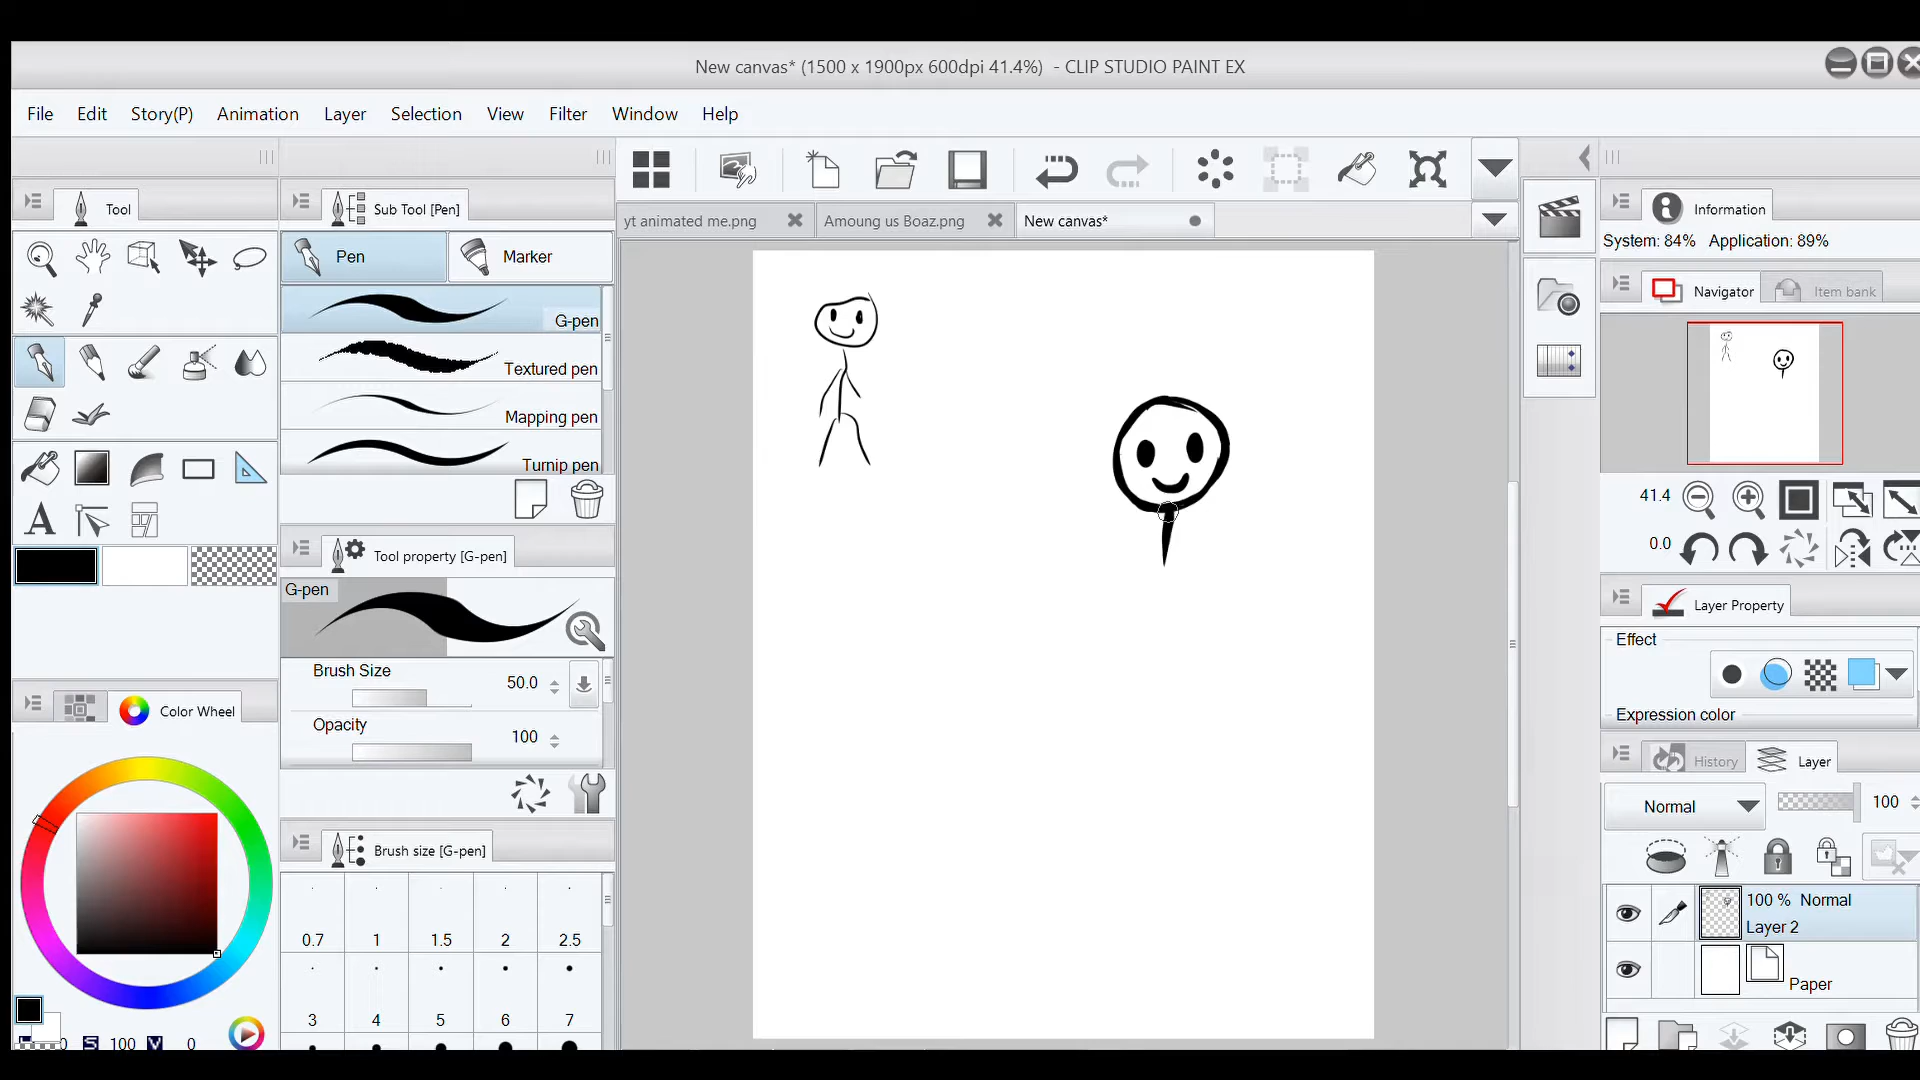 New canvas* (1500 x 1900px 600dpi 41.4%) - CLIP STUDIO PAINT EX
File Edit Story(P) Animation Layer Selection View Filter Window Help
Tool
Sub Tool [Pen]
yt animated me.png
Amoung us Boaz.png
New canvas*
Information
System: 84% Application: 89%
Pen
Marker
G-pen
Textured pen
Mapping pen
Turnip pen
Navigator
Item bank
41.4
0.0
Tool property [G-pen]
G-pen
Brush Size 50.0
Opacity 100
Layer Property
Effect
Expression color
Color Wheel
History
Layer
Normal 100
Brush size [G-pen]
0.7 1 1.5 2 2.5
3 4 5 6 7
100 % Normal
Layer 2
Paper
0 S 100 V 0